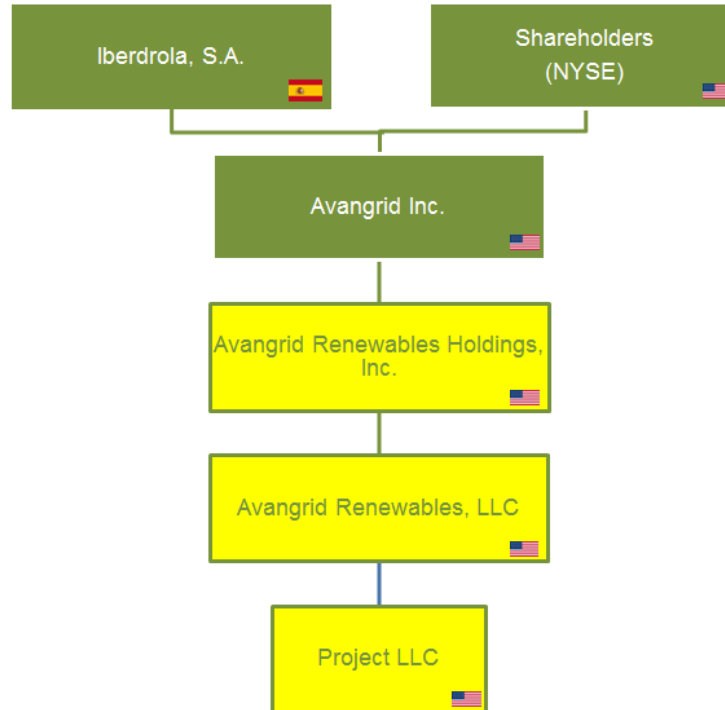 Iberdrola, S.A.
Shareholders
(NYSE)
Avangrid Inc.
Avangrid Renewables Holdings,
Inc.
Avangrid Renewables, LLC
Project LLC